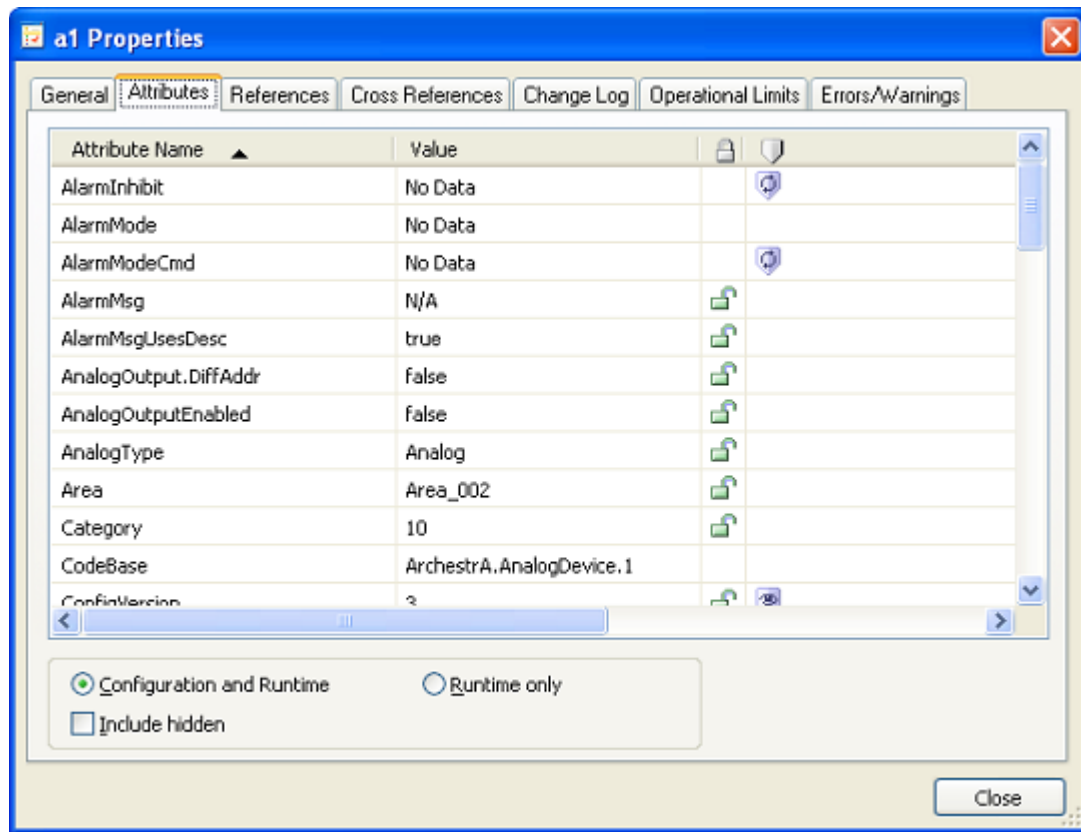 a1 Properties
General Attributes References Cross References Change Log Operational Limits Errors/Warnings
Attribute Name Value
AlarmInhibit No Data
AlarmMode No Data
AlarmModeCmd No Data
AlarmMsg N/A
AlarmMsgUsesDesc true
AnalogOutput.DiffAddr false
AnalogOutputEnabled false
AnalogType Analog
Area Area_002
Category 10
CodeBase ArchestrA.AnalogDevice.1
ConfigVersion 3
Configuration and Runtime Runtime only
Include hidden
Close